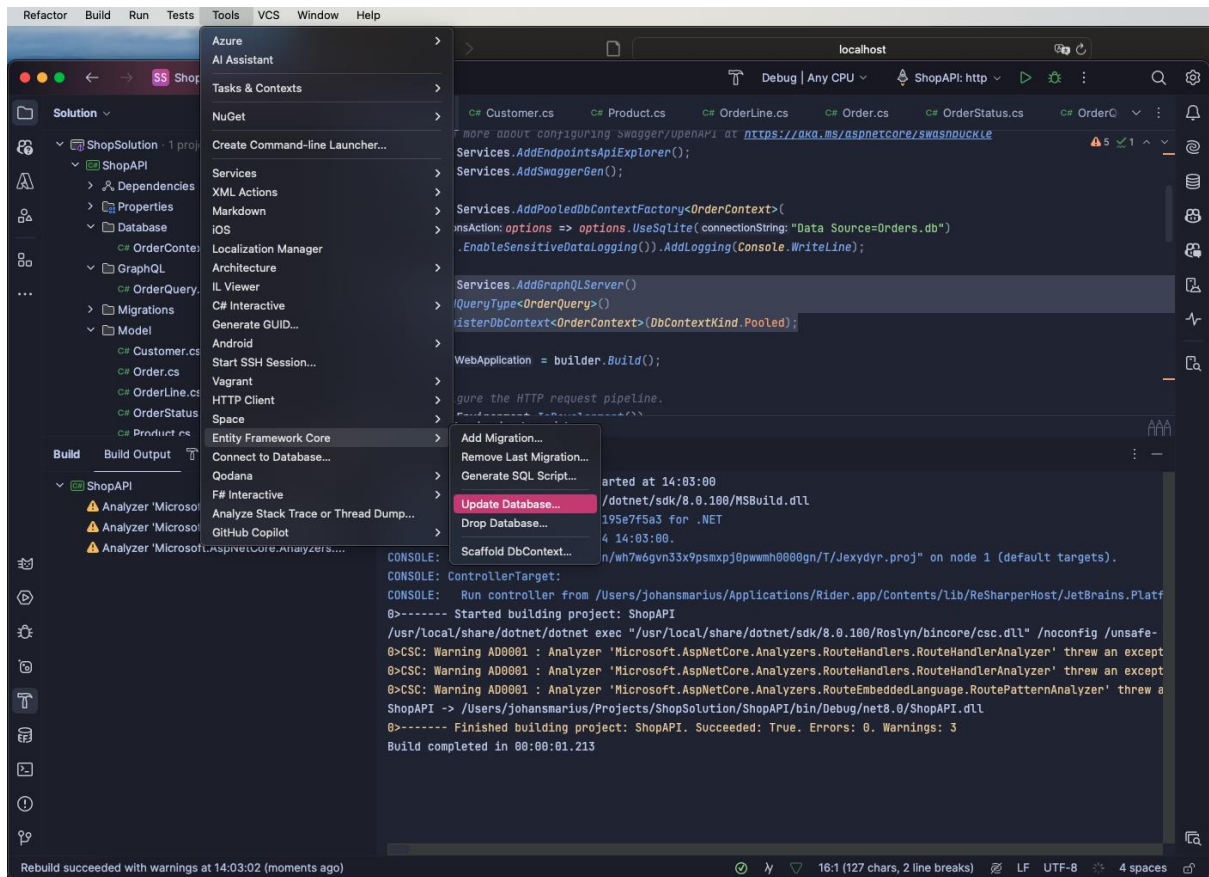 Refactor Build Run Tests Tools VCS Window Help
localhost
SS Shop
Debug | Any CPU
ShopAPI: http
Solution
C# Customer.cs
C# Product.cs
C# OrderLine.cs
C# Order.cs
C# OrderStatus.cs
C# OrderQ
ShopSolution · 1 proj
ShopAPI
Dependencies
Properties
Database
C# OrderContex
GraphQL
C# OrderQuery.
Migrations
Model
C# Customer.cs
C# Order.cs
C# OrderLine.cs
C# OrderStatus
C# Product.cs
Azure
AI Assistant
Tasks & Contexts
NuGet
Create Command-line Launcher...
Services
XML Actions
Markdown
iOS
Localization Manager
Architecture
IL Viewer
C# Interactive
Generate GUID...
Android
Start SSH Session...
Vagrant
HTTP Client
Space
Entity Framework Core
Connect to Database...
Qodana
F# Interactive
Analyze Stack Trace or Thread Dump...
GitHub Copilot
Add Migration...
Remove Last Migration...
Generate SQL Script...
Update Database...
Drop Database...
Scaffold DbContext...
more about configuring Swagger/OpenAPI at https://aka.ms/aspnetcore/swashbuckle
5 1
Services.AddEndpointsApiExplorer();
Services.AddSwaggerGen();
Services.AddPooledDbContextFactory<OrderContext>(
onsAction: options => options.UseSqlite( connectionString: "Data Source=Orders.db")
.EnableSensitiveDataLogging()).AddLogging(Console.WriteLine);
Services.AddGraphQLServer()
QueryType<OrderQuery>()
isterDbContext<OrderContext>(DbContextKind.Pooled);
WebApplication = builder.Build();
gure the HTTP request pipeline.
Build Build Output
ShopAPI
Analyzer 'Microsof
Analyzer 'Microsof
Analyzer 'Microsoft.AspNetCore.Analyzers....
arted at 14:03:00
/dotnet/sdk/8.0.100/MSBuild.dll
195e7f5a3 for .NET
4 14:03:00.
CONSOLE: n/wh7w6gvn33x9psmxpj0pwwmh0000gn/T/Jexydyr.proj" on node 1 (default targets).
CONSOLE: ControllerTarget:
CONSOLE: Run controller from /Users/johansmarius/Applications/Rider.app/Contents/lib/ReSharperHost/JetBrains.Platf
0>------- Started building project: ShopAPI
/usr/local/share/dotnet/dotnet exec "/usr/local/share/dotnet/sdk/8.0.100/Roslyn/bincore/csc.dll" /noconfig /unsafe-
0>CSC: Warning AD0001 : Analyzer 'Microsoft.AspNetCore.Analyzers.RouteHandlers.RouteHandlerAnalyzer' threw an except
0>CSC: Warning AD0001 : Analyzer 'Microsoft.AspNetCore.Analyzers.RouteHandlers.RouteHandlerAnalyzer' threw an except
0>CSC: Warning AD0001 : Analyzer 'Microsoft.AspNetCore.Analyzers.RouteEmbeddedLanguage.RoutePatternAnalyzer' threw a
ShopAPI -> /Users/johansmarius/Projects/ShopSolution/ShopAPI/bin/Debug/net8.0/ShopAPI.dll
0>------- Finished building project: ShopAPI. Succeeded: True. Errors: 0. Warnings: 3
Build completed in 00:00:01.213
Rebuild succeeded with warnings at 14:03:02 (moments ago)
16:1 (127 chars, 2 line breaks)
LF UTF-8
4 spaces